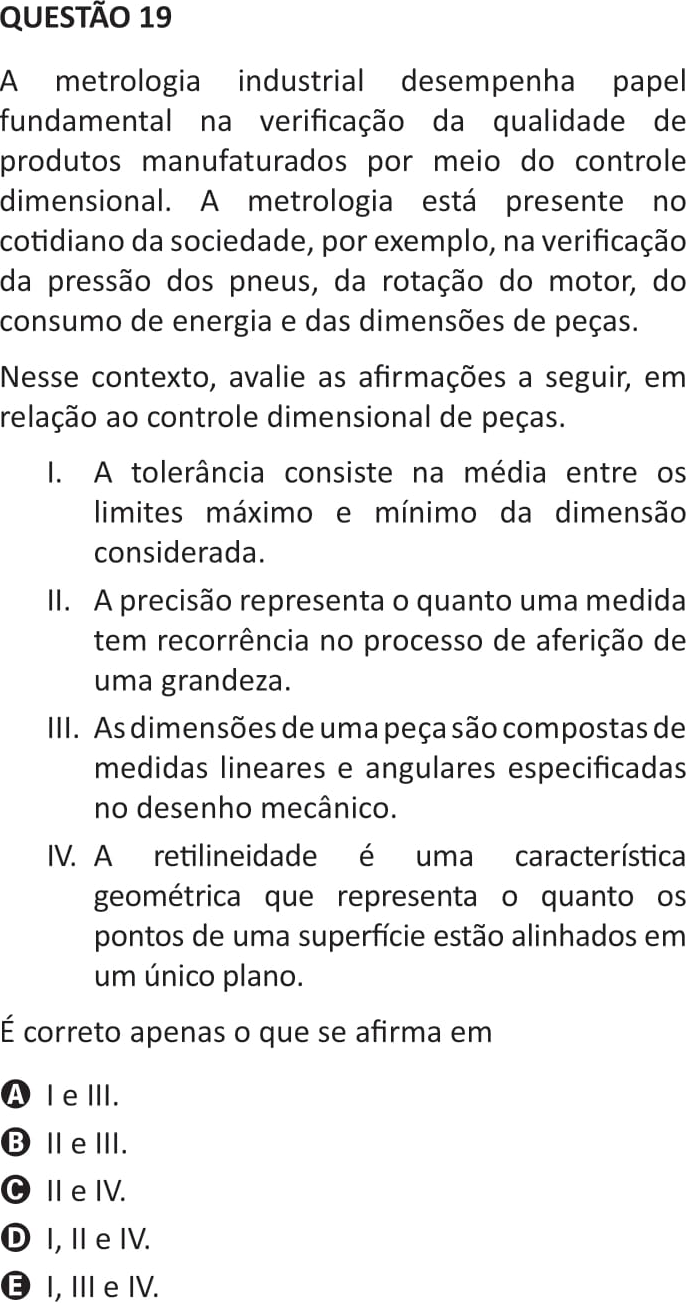 QUESTÃO 19
A metrologia industrial desempenha papel
fundamental na verificação da qualidade de
produtos manufaturados por meio do controle
dimensional. A metrologia está presente no
cotidiano da sociedade, por exemplo, na verificação
da pressão dos pneus, da rotação do motor, do
consumo de energia e das dimensões de peças.
Nesse contexto, avalie as afirmações a seguir, em
relação ao controle dimensional de peças.
I. A tolerância consiste na média entre os
limites máximo e mínimo da dimensão
considerada.
II. A precisão representa o quanto uma medida
tem recorrência no processo de aferição de
uma grandeza.
III. As dimensões de uma peça são compostas de
medidas lineares e angulares especificadas
no desenho mecânico.
IV. A retilineidade é uma característica
geométrica que representa o quanto os
pontos de uma superfície estão alinhados em
um único plano.
É correto apenas o que se afirma em
A I e III.
B II e III.
C II e IV.
D I, II e IV.
E I, III e IV.